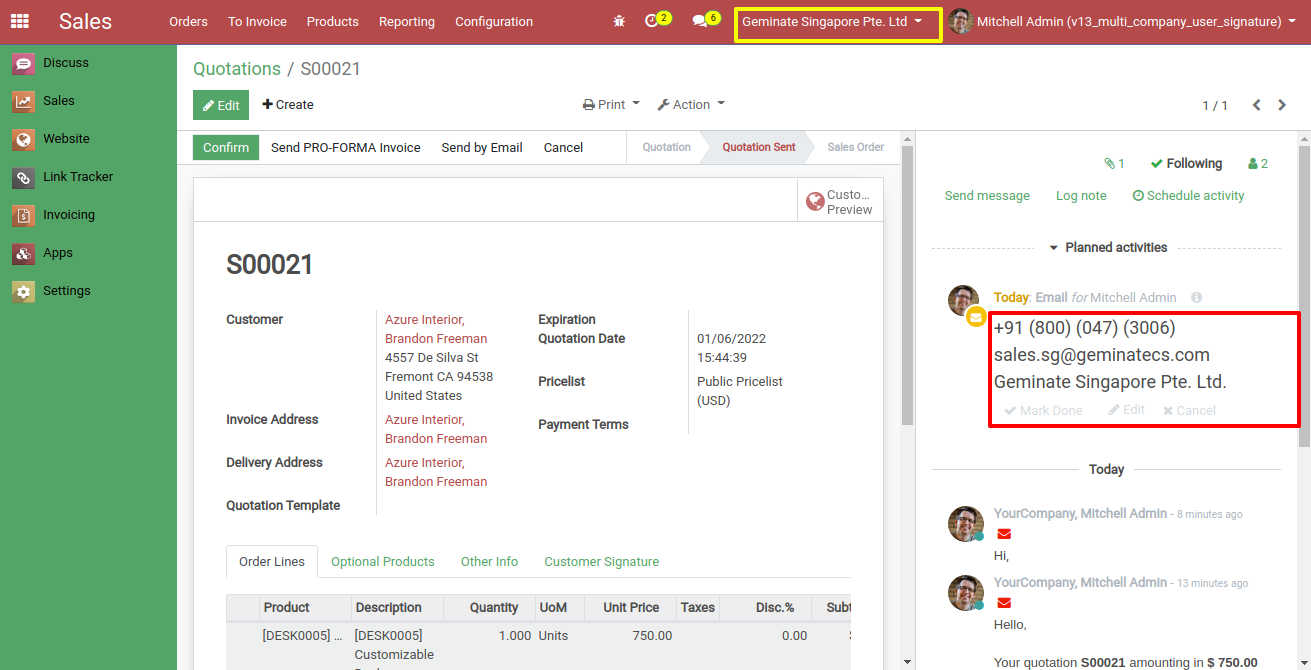 Sales
Orders To Invoice Products Reporting Configuration 2 6 Geminate Singapore Pte. Ltd Mitchell Admin (v13_multi_company_user_signature)
Discuss
Sales
Website
Link Tracker
Invoicing
Apps
Settings
Quotations / S00021
Edit Create Print Action 1 / 1
Confirm Send PRO-FORMA Invoice Send by Email Cancel Quotation Quotation Sent Sales Order
Custo...
Preview
S00021
Customer
Azure Interior,
Brandon Freeman
4557 De Silva St
Fremont CA 94538
United States
Invoice Address
Azure Interior,
Brandon Freeman
Delivery Address
Azure Interior,
Brandon Freeman
Quotation Template
Expiration
Quotation Date
01/06/2022
15:44:39
Pricelist
Public Pricelist
(USD)
Payment Terms
Order Lines Optional Products Other Info Customer Signature
Product Description Quantity UoM Unit Price Taxes Disc.% Subt
[DESK0005] ... [DESK0005] 1.000 Units 750.00 0.00
Customizable
1 Following 2
Send message Log note Schedule activity
Planned activities
Today: Email for Mitchell Admin
+91 (800) (047) (3006)
sales.sg@geminatecs.com
Geminate Singapore Pte. Ltd.
Mark Done Edit Cancel
Today
YourCompany, Mitchell Admin - 8 minutes ago
Hi,
YourCompany, Mitchell Admin - 13 minutes ago
Hello,
Your quotation S00021 amounting in $ 750.00